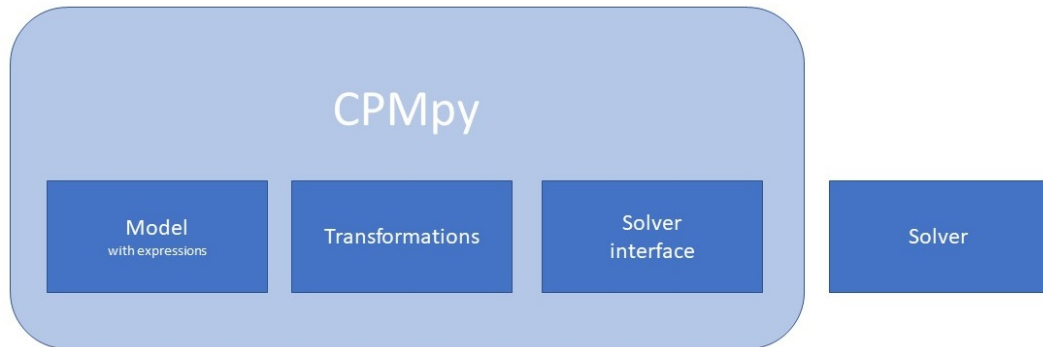 CPMpy
Model
with expressions
Transformations
Solver
interface
Solver